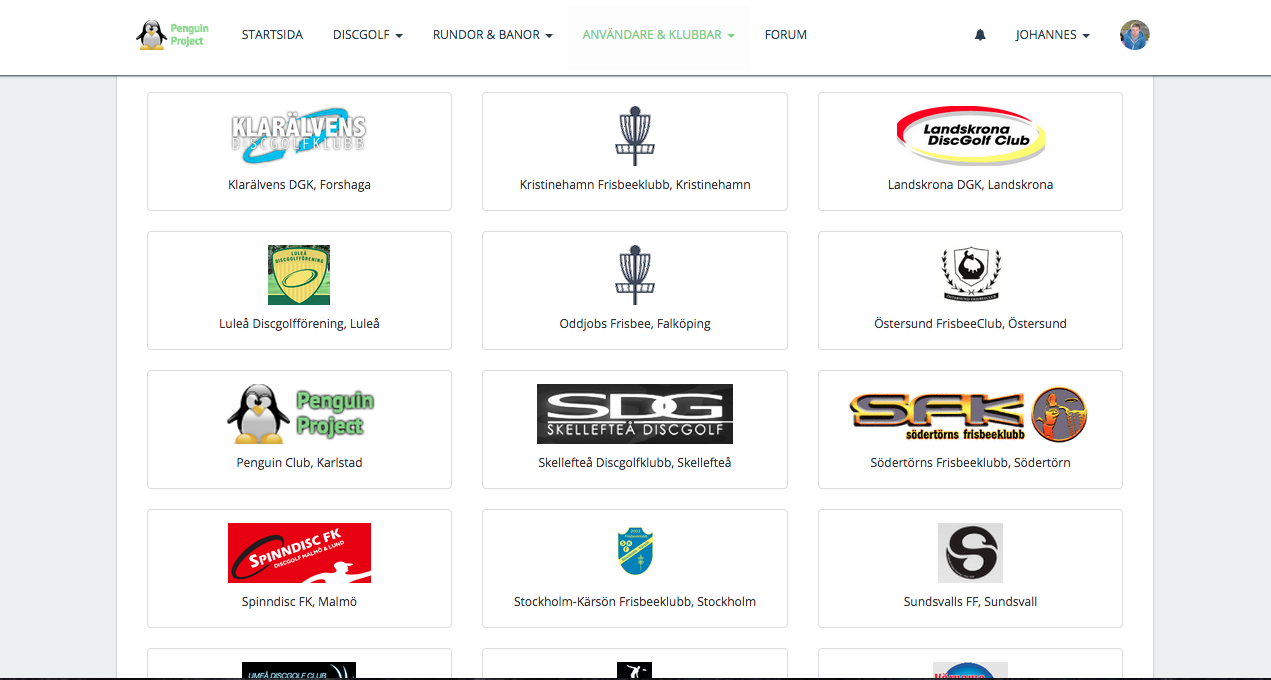 Penguin
Project
STARTSIDA
DISCGOLF
RUNDOR & BANOR
ANVÄNDARE & KLUBBAR
FORUM
JOHANNES
KLARÄLVENS
DISCGOLFKLUBB
Klarälvens DGK, Forshaga
Kristinehamn Frisbeeklubb, Kristinehamn
Landskrona
DiscGolf Club
Landskrona DGK, Landskrona
LULEÅ
DISCGOLFFÖRENING
Luleå Discgolfförening, Luleå
Oddjobs Frisbee, Falköping
Östersund FrisbeeClub, Östersund
Penguin
Project
Penguin Club, Karlstad
SDG
SKELLEFTEÅ DISCGOLF
Skellefteå Discgolfklubb, Skellefteå
SFK
södertörns frisbeeklubb
Södertörns Frisbeeklubb, Södertörn
SPINNDISC FK
DISCGOLF MALMÖ & LUND
Spinndisc FK, Malmö
2003
Frisbeeklubb
Stockholm-Kärsön Frisbeeklubb, Stockholm
Sundsvalls FF, Sundsvall
UMEÅ DISCGOLF CLUB